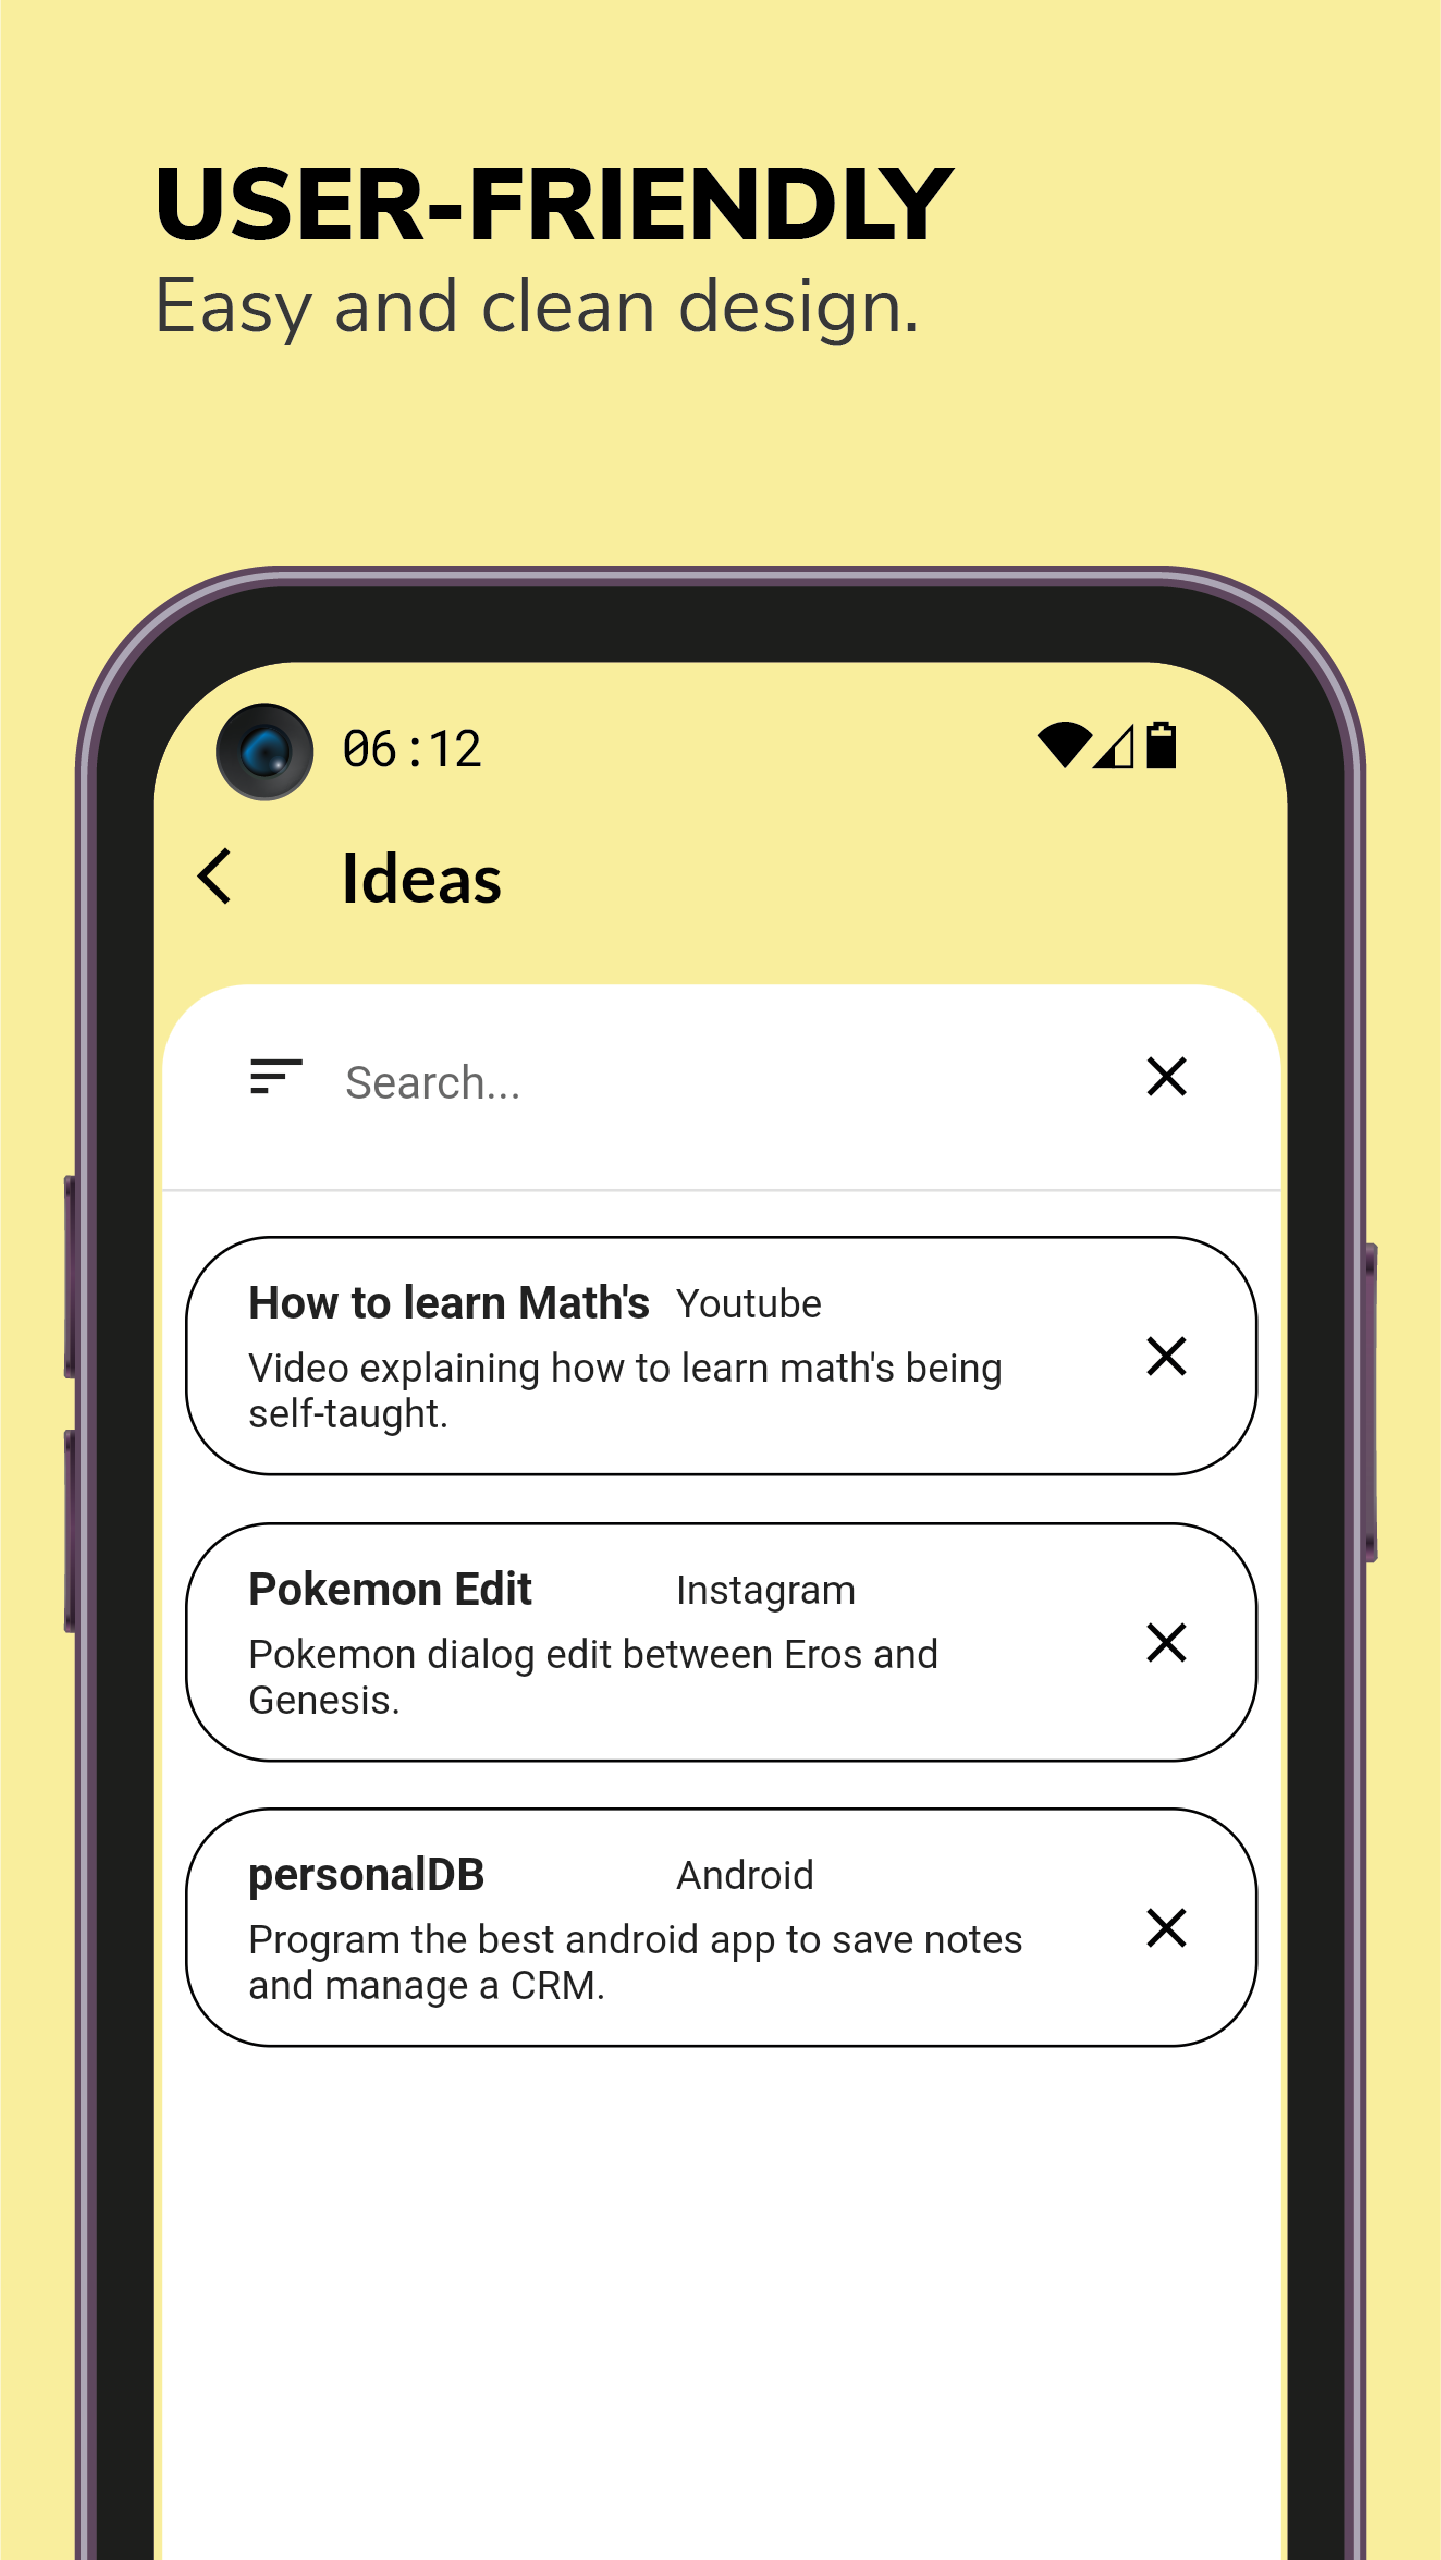 USER-FRIENDLY
Easy and clean design.
06:12
Ideas
Search...
How to learn Math's Youtube
Video explaining how to learn math's being
self-taught.
Pokemon Edit Instagram
Pokemon dialog edit between Eros and
Genesis.
personalDB Android
Program the best android app to save notes
and manage a CRM.